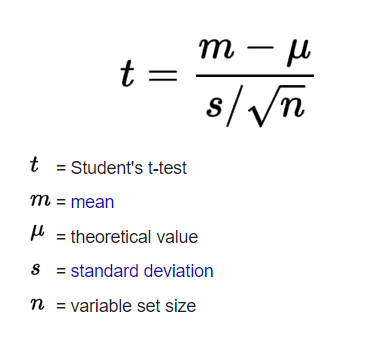 t = m − μ / s/√n
t = Student's t-test
m = mean
μ = theoretical value
s = standard deviation
n = variable set size